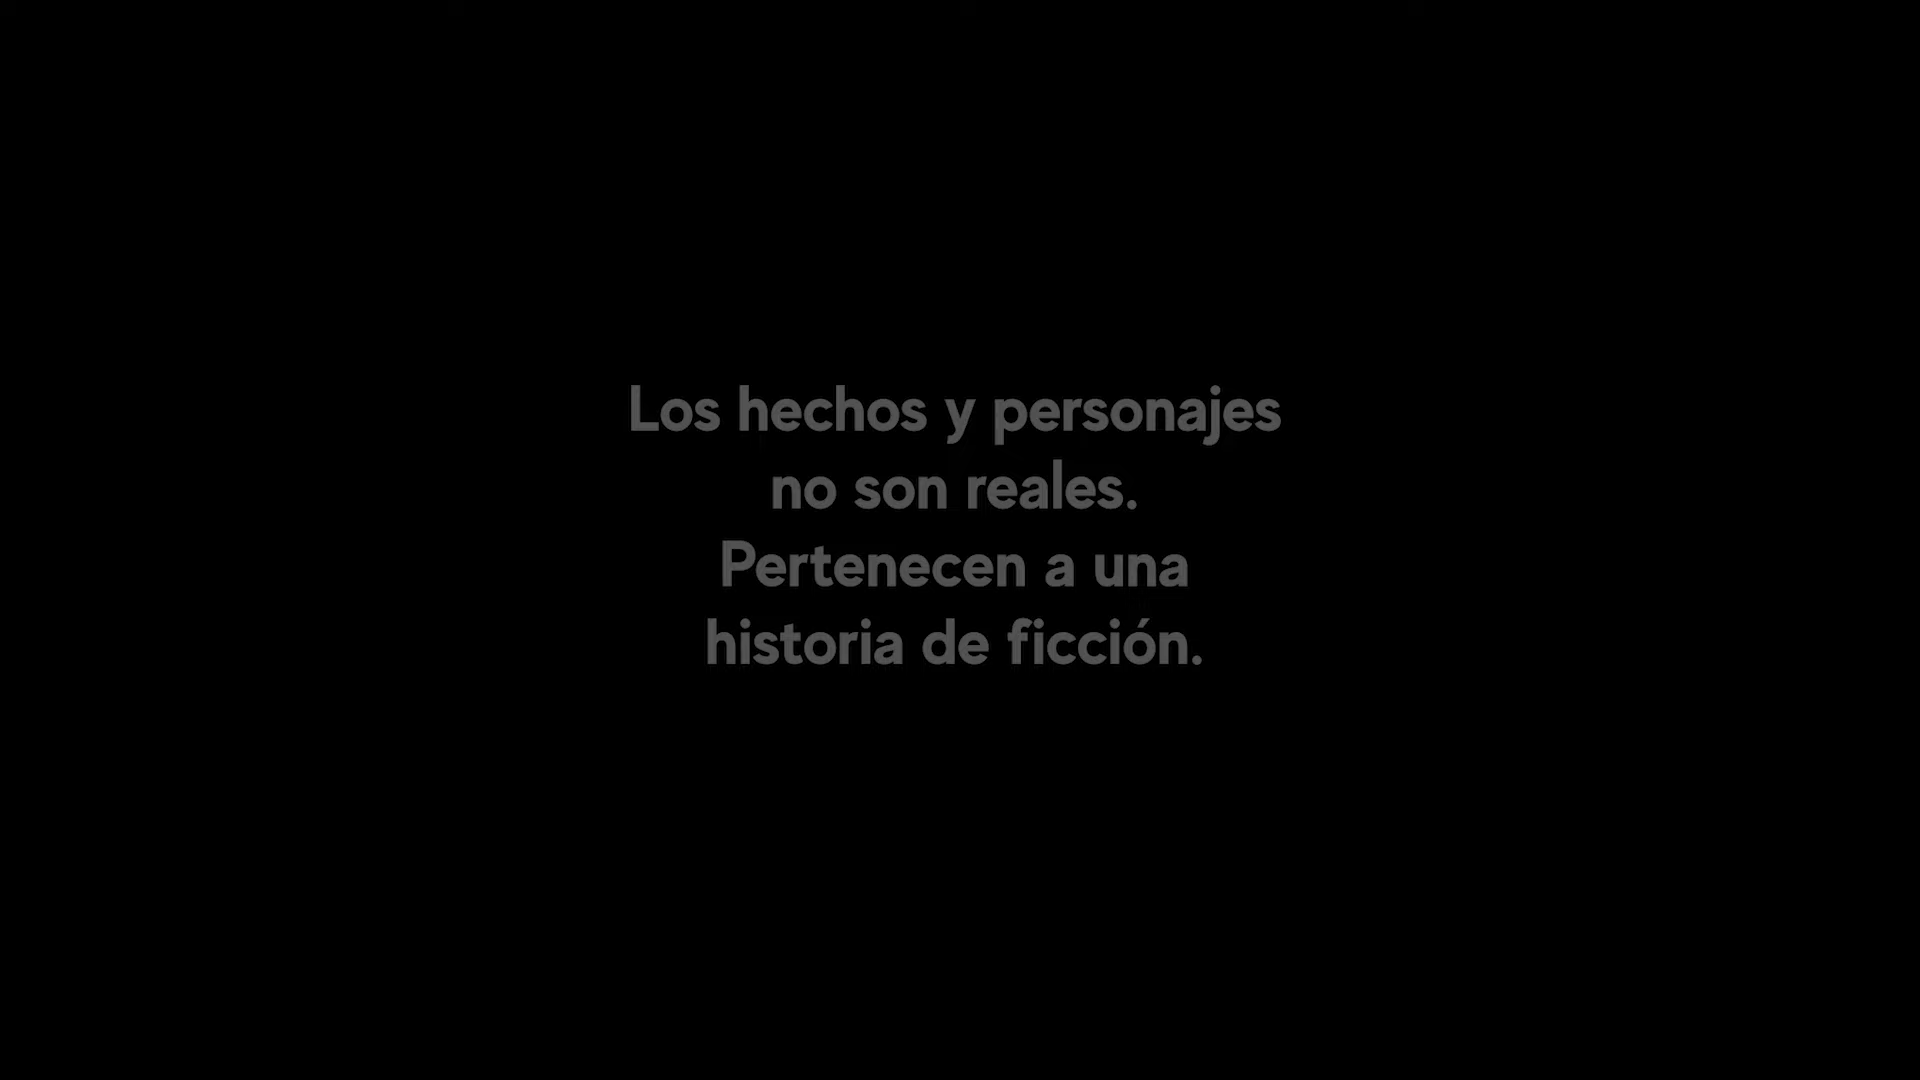 Los hechos y personajes
no son reales.
Pertenecen a una
historia de ficción.